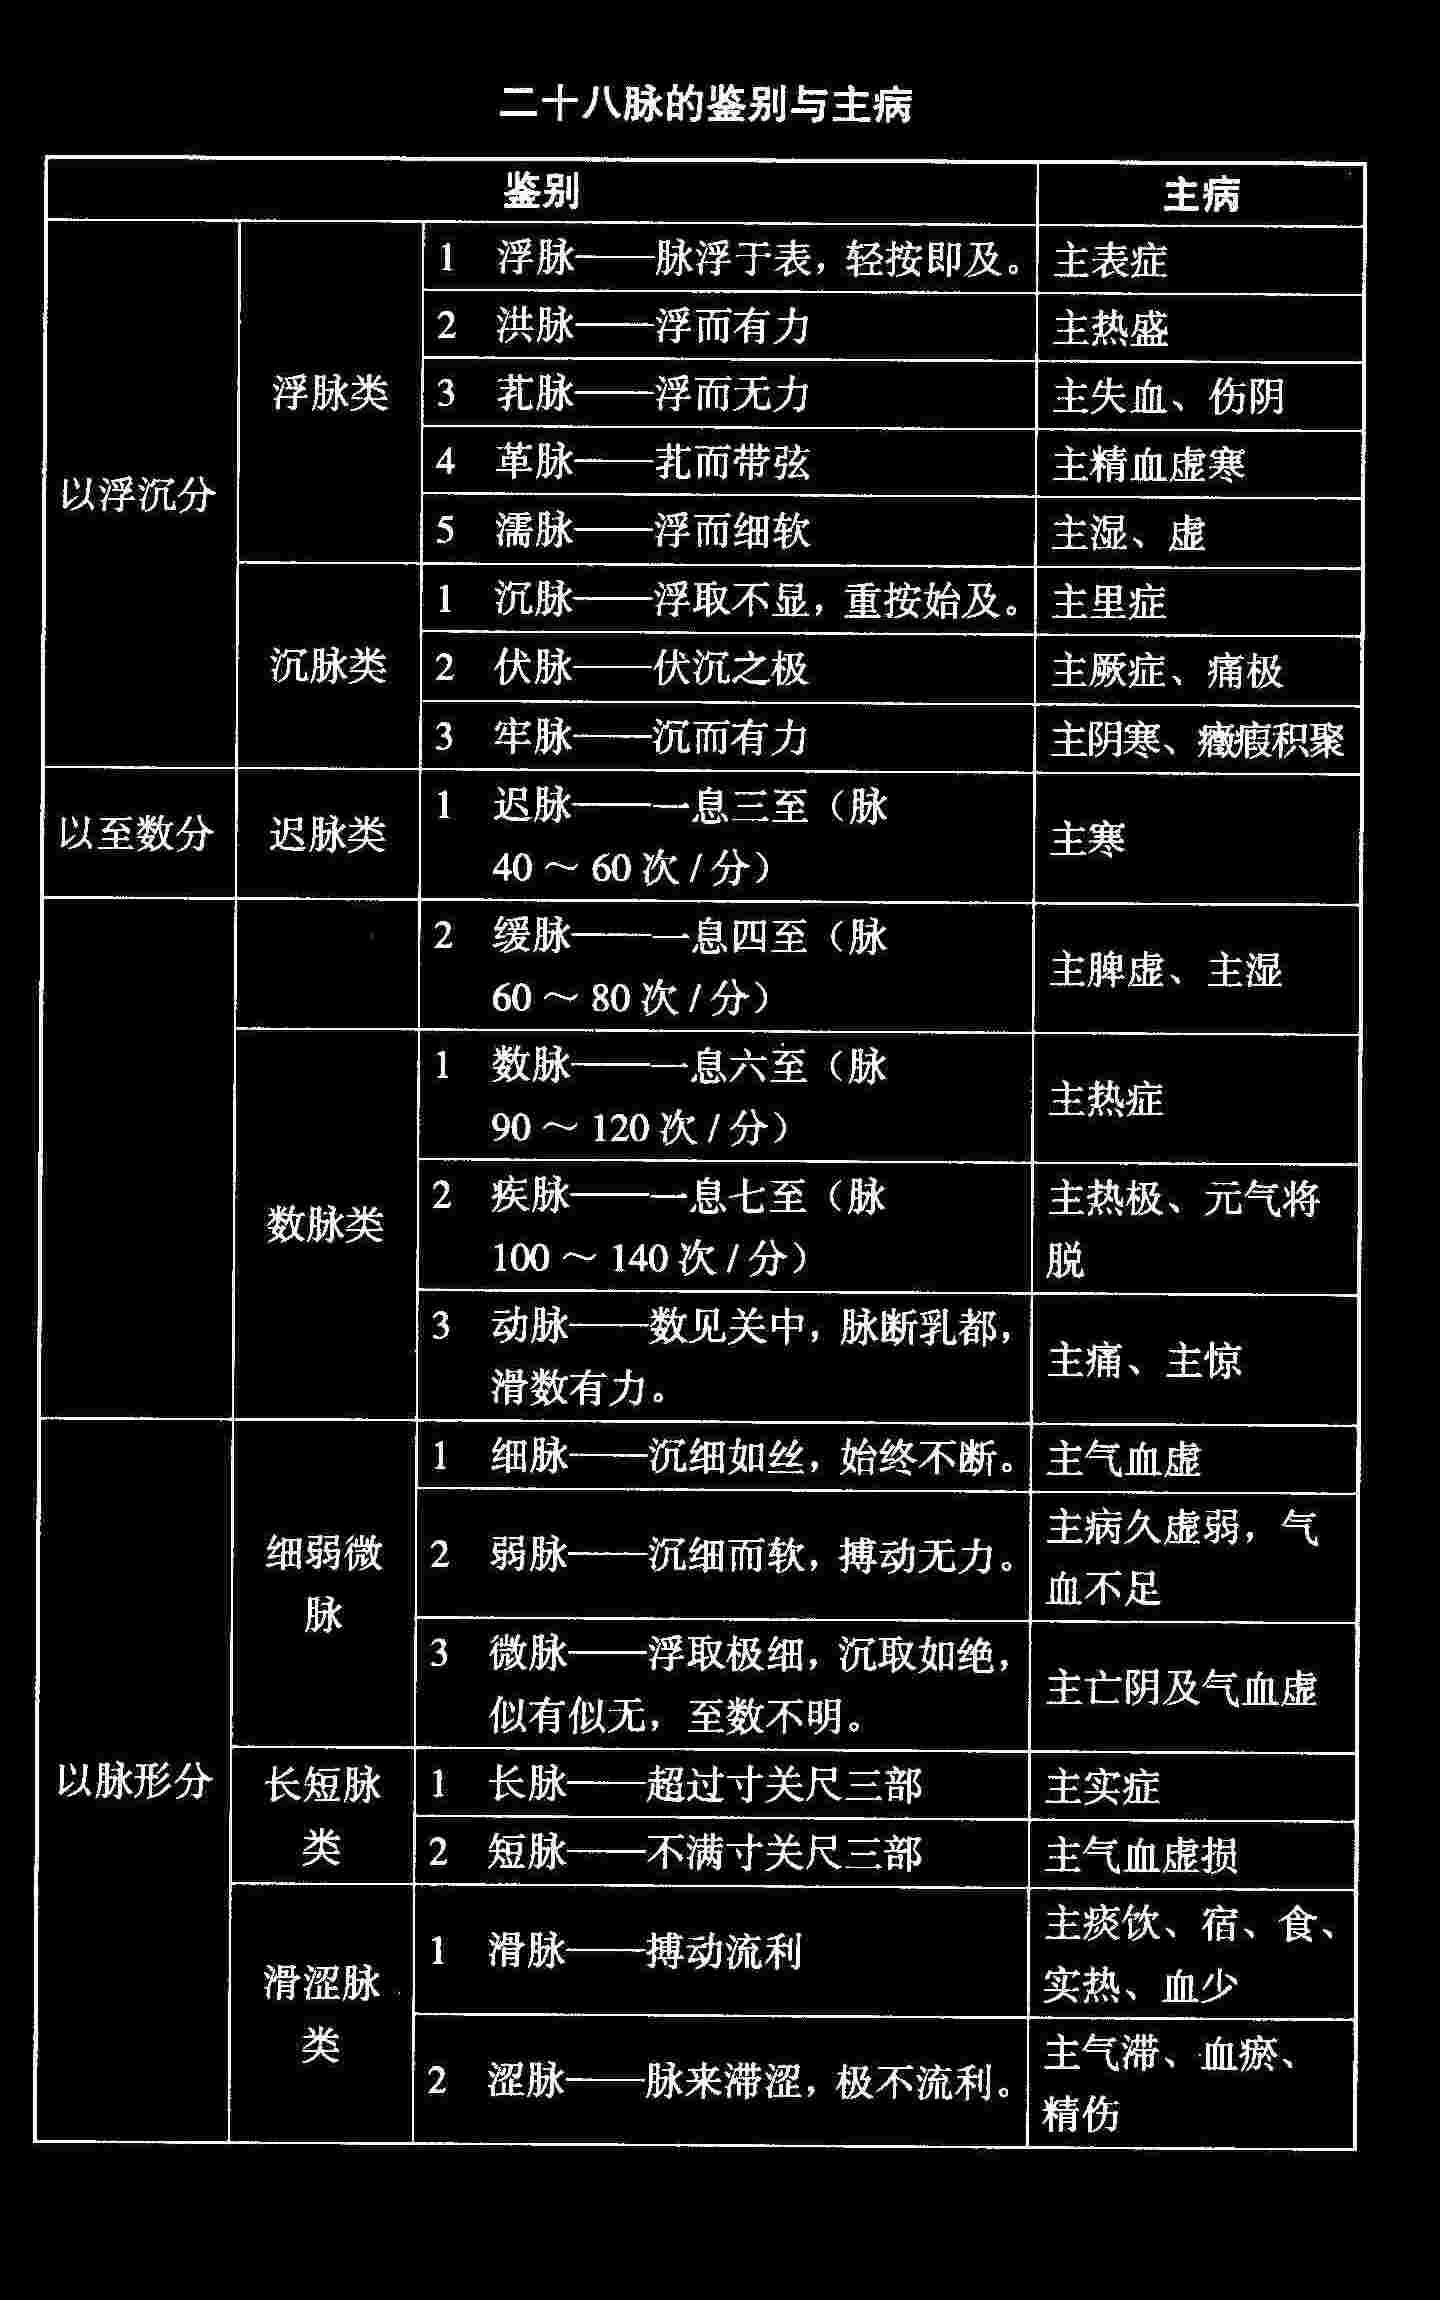 二十八脉的鉴别与主病
鉴别 主病
以浮沉分
浮脉类
1 浮脉——脉浮于表，轻按即及。 主表症
2 洪脉——浮而有力 主热盛
3 芤脉——浮而无力 主失血、伤阴
4 革脉——芤而带弦 主精血虚寒
5 濡脉——浮而细软 主湿、虚
沉脉类
1 沉脉——浮取不显，重按始及。 主里症
2 伏脉——伏沉之极 主厥症、痛极
3 牢脉——沉而有力 主阴寒、癥瘕积聚
以至数分
迟脉类
1 迟脉——一息三至（脉
40～60次/分） 主寒
2 缓脉——一息四至（脉
60～80次/分） 主脾虚、主湿
数脉类
1 数脉——一息六至（脉
90～120次/分） 主热症
2 疾脉——一息七至（脉
100～140次/分） 主热极、元气将
脱
3 动脉——数见关中，脉断乳都，
滑数有力。 主痛、主惊
以脉形分
细弱微
脉
1 细脉——沉细如丝，始终不断。 主气血虚
2 弱脉——沉细而软，搏动无力。 主病久虚弱，气
血不足
3 微脉——浮取极细，沉取如绝，
似有似无，至数不明。 主亡阴及气血虚
长短脉
类
1 长脉——超过寸关尺三部 主实症
2 短脉——不满寸关尺三部 主气血虚损
滑涩脉
类
1 滑脉——搏动流利 主痰饮、宿、食、
实热、血少
2 涩脉——脉来滞涩，极不流利。 主气滞、血瘀、
精伤